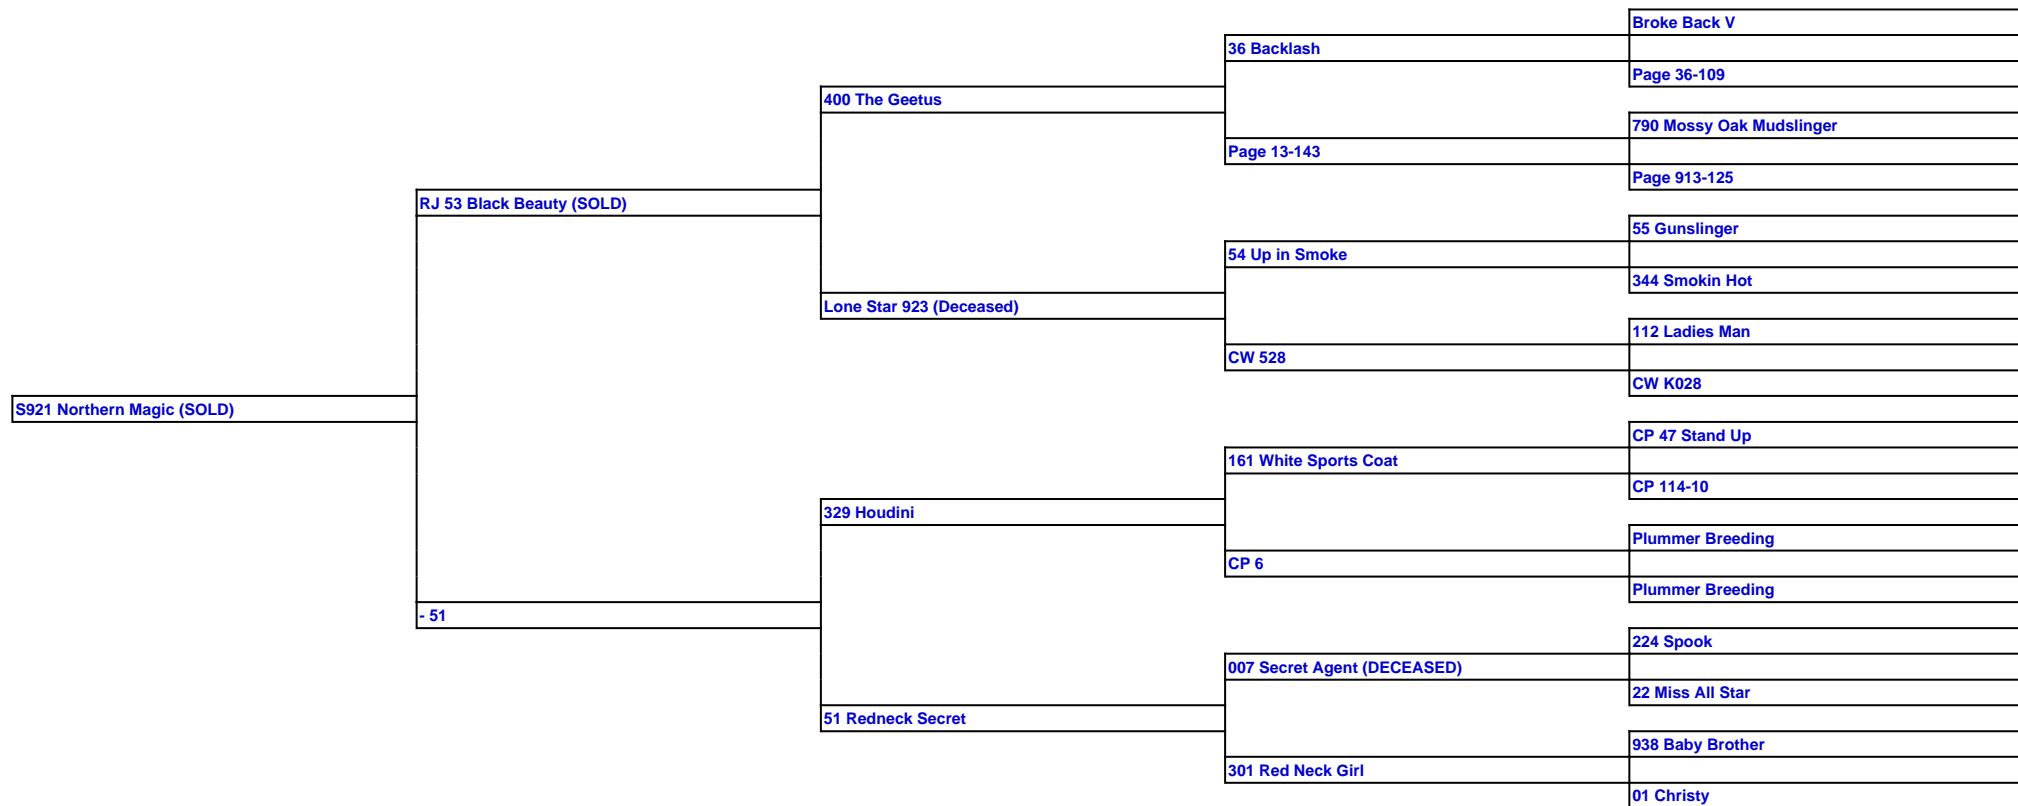 Broke Back V
36 Backlash
Page 36-109
400 The Geetus
790 Mossy Oak Mudslinger
Page 13-143
Page 913-125
RJ 53 Black Beauty (SOLD)
55 Gunslinger
54 Up in Smoke
344 Smokin Hot
Lone Star 923 (Deceased)
112 Ladies Man
CW 528
CW K028
S921 Northern Magic (SOLD)
CP 47 Stand Up
161 White Sports Coat
CP 114-10
329 Houdini
Plummer Breeding
CP 6
Plummer Breeding
- 51
224 Spook
007 Secret Agent (DECEASED)
22 Miss All Star
51 Redneck Secret
938 Baby Brother
301 Red Neck Girl
01 Christy